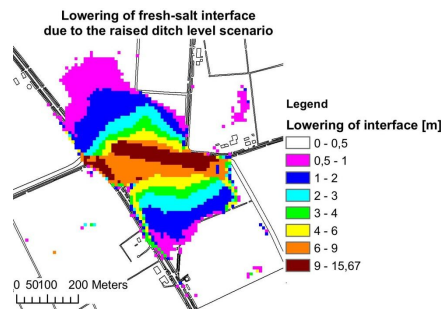 Lowering of fresh-salt interface
due to the raised ditch level scenario
Legend
Lowering of interface [m]
0 - 0,5
0,5 - 1
1 - 2
2 - 3
3 - 4
4 - 6
6 - 9
9 - 15,67
0 50100 200 Meters